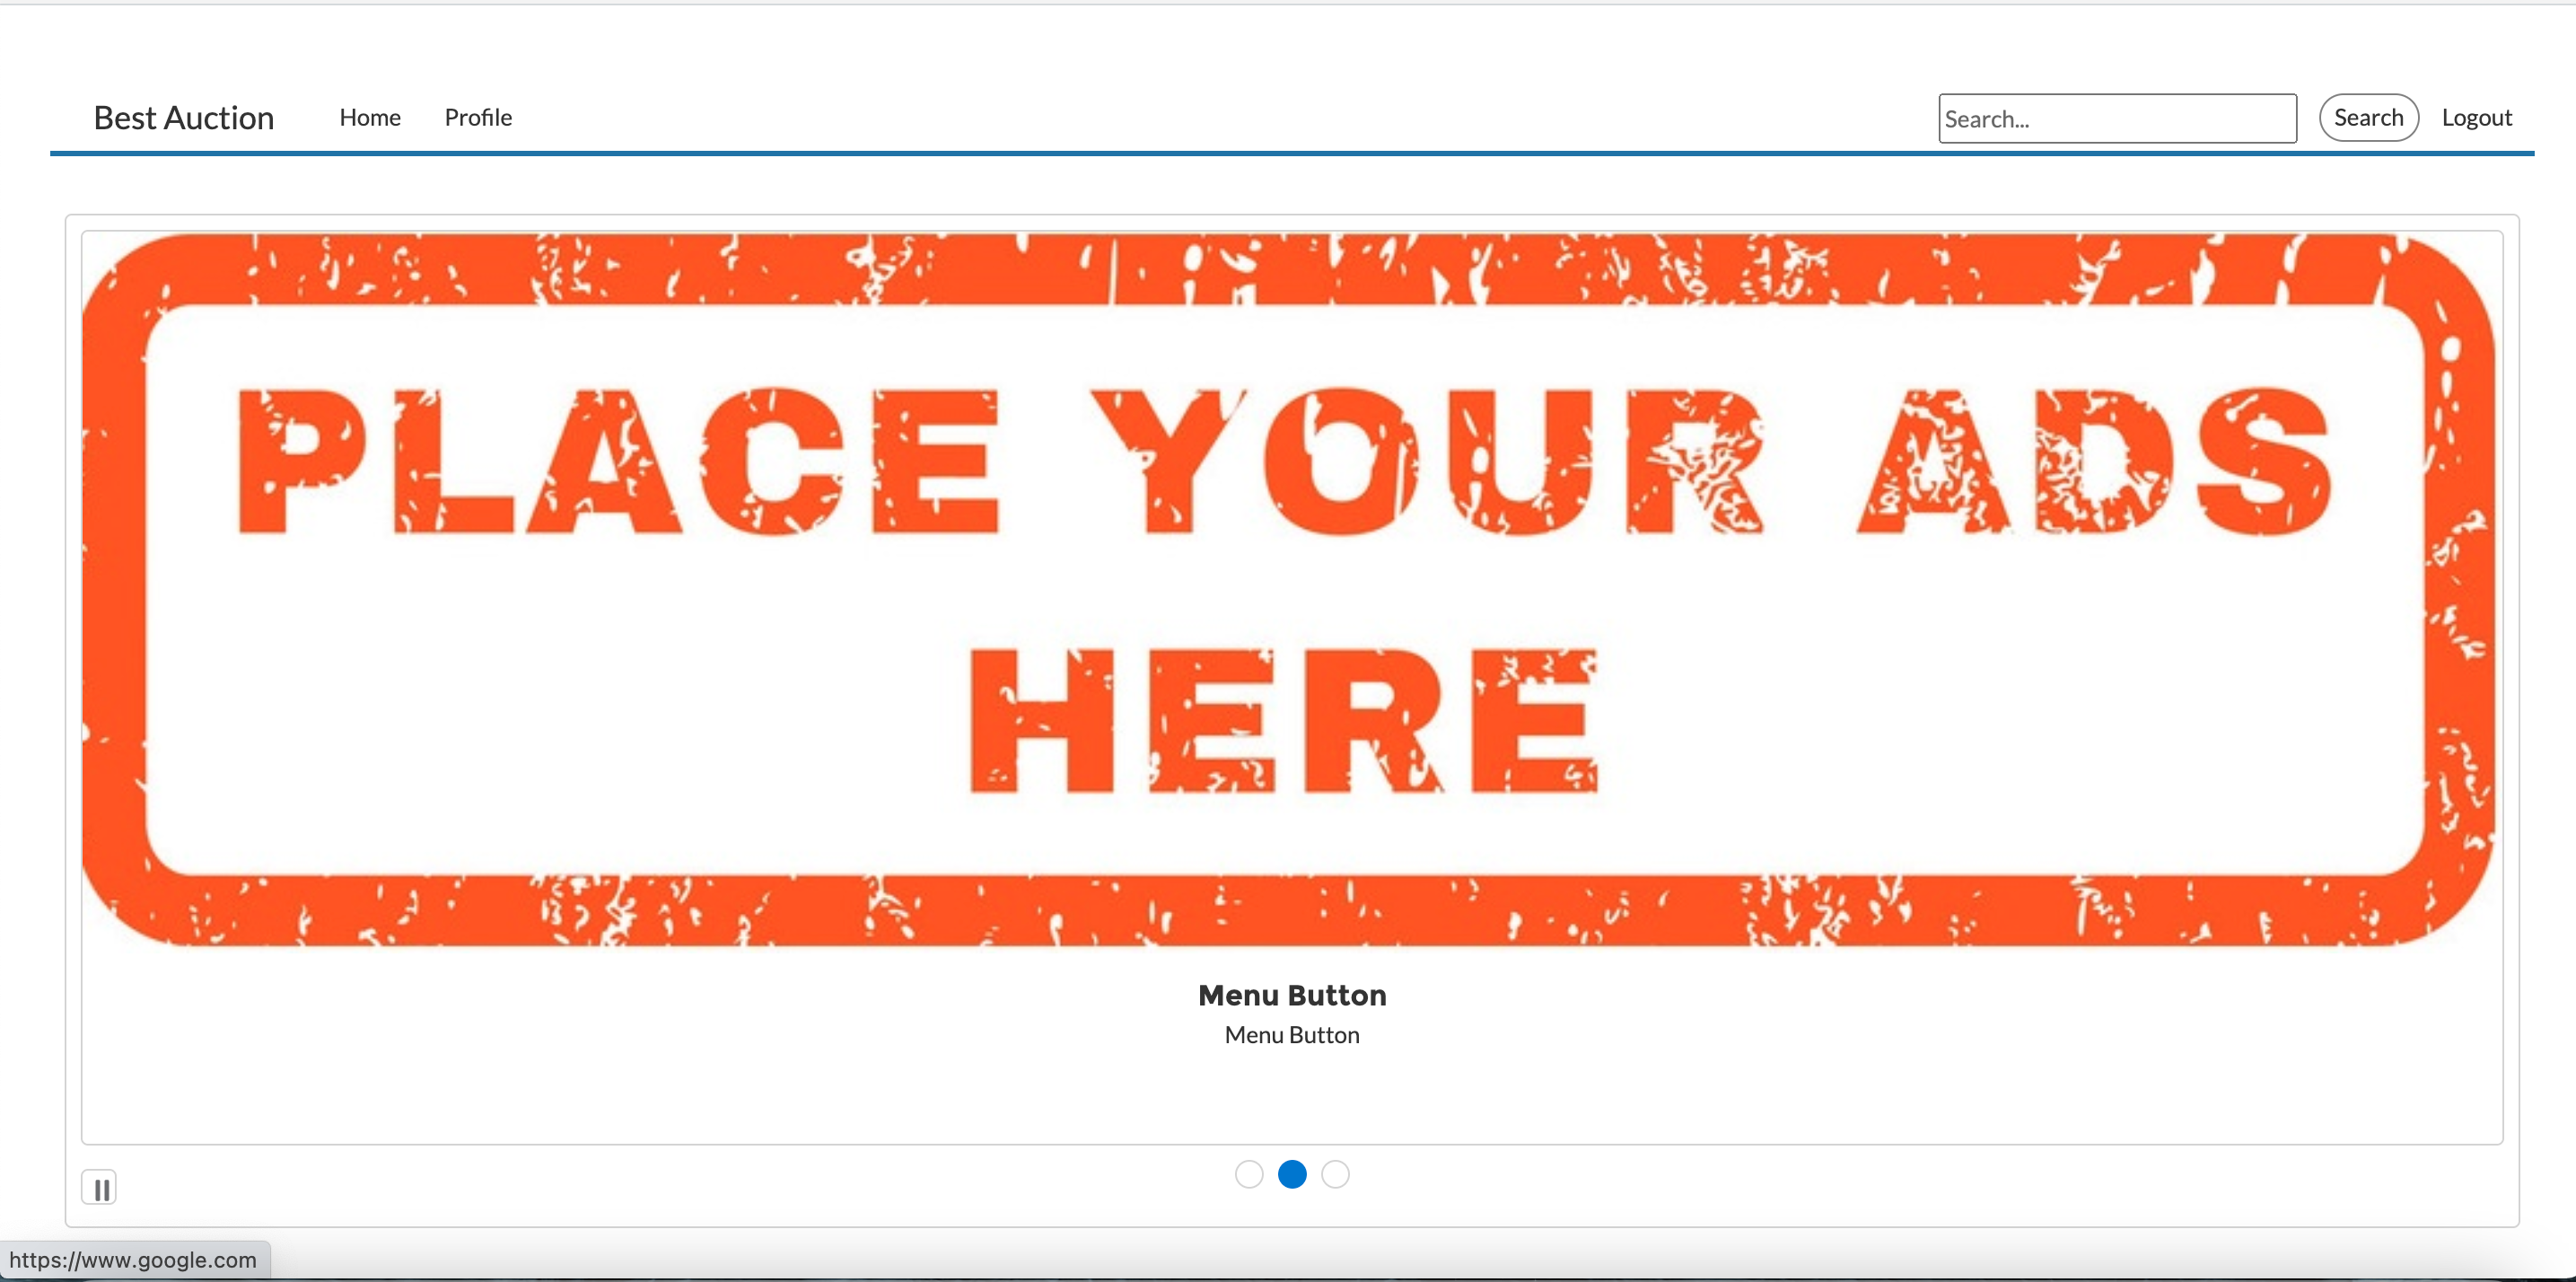 Best Auction Home Profile Search... Search Logout
PLACE YOUR ADS
HERE
Menu Button
Menu Button
https://www.google.com